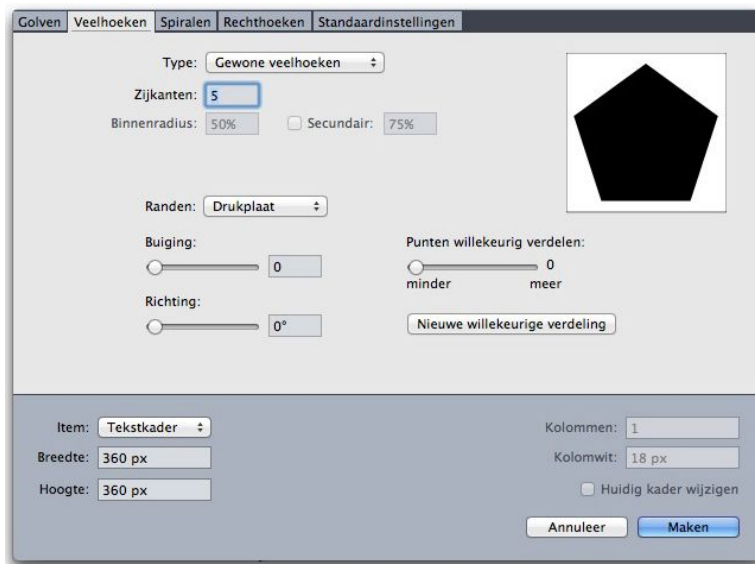 Golven Veelhoeken Spiralen Rechthoeken Standaardinstellingen
Type: Gewone veelhoeken
Zijkanten: 5
Binnenradius: 50% Secundair: 75%
Randen: Drukplaat
Buiging: Punten willekeurig verdelen:
0 0
minder meer
Richting:
0° Nieuwe willekeurige verdeling
Item: Tekstkader Kolommen: 1
Breedte: 360 px Kolomwit: 18 px
Hoogte: 360 px Huidig kader wijzigen
Annuleer Maken